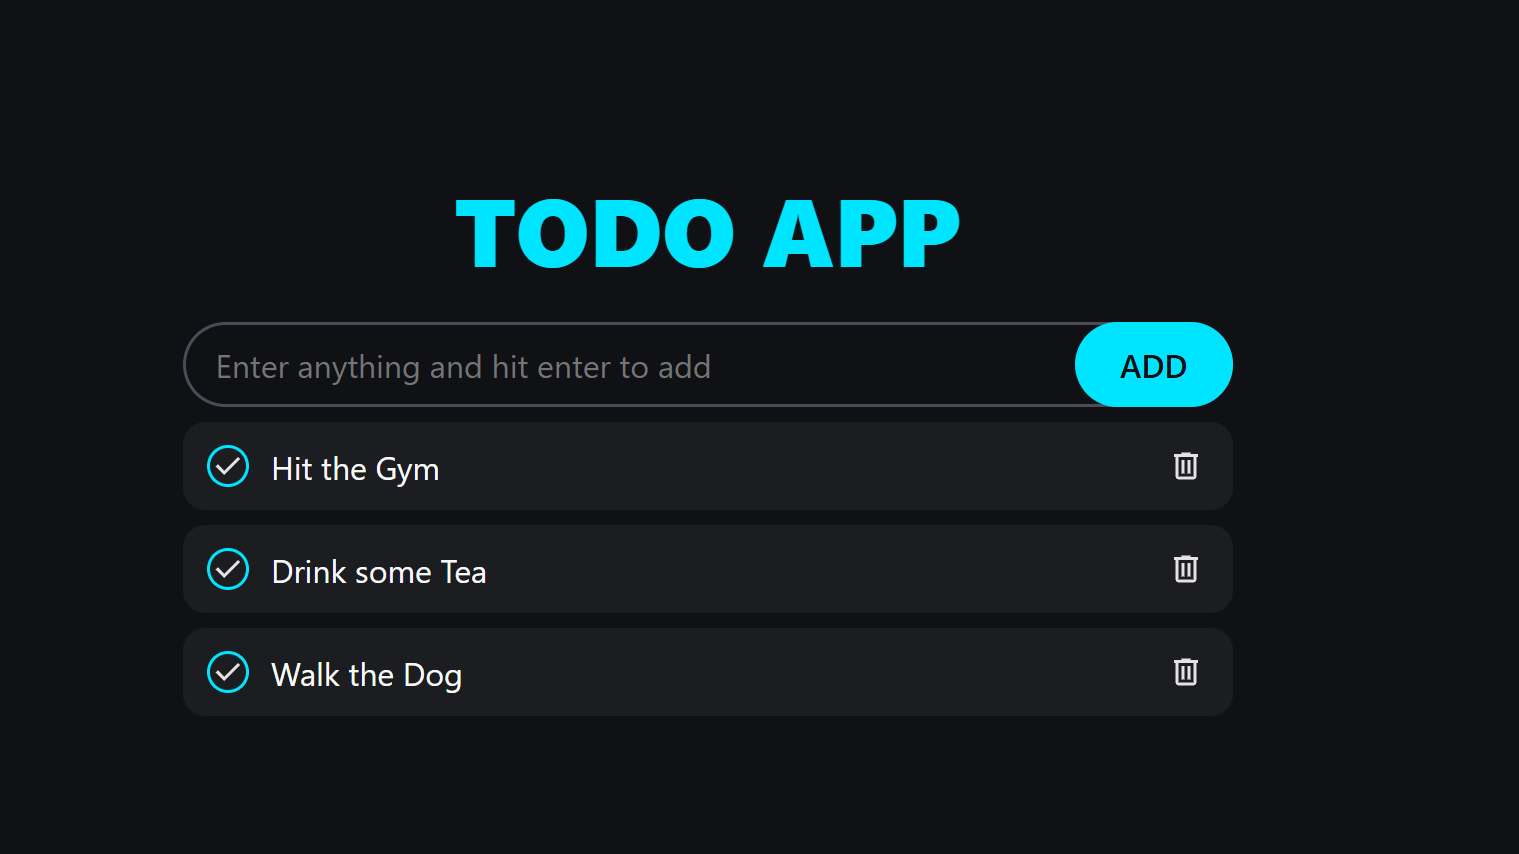 TODO APP
Enter anything and hit enter to add
ADD
Hit the Gym
Drink some Tea
Walk the Dog